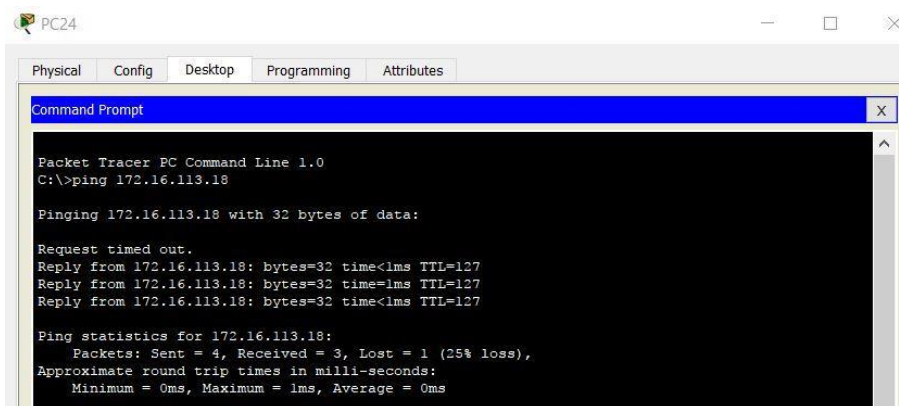 PC24
Physical Config Desktop Programming Attributes
Command Prompt
X
Packet Tracer PC Command Line 1.0
C:\>ping 172.16.113.18
Pinging 172.16.113.18 with 32 bytes of data:
Request timed out.
Reply from 172.16.113.18: bytes=32 time<1ms TTL=127
Reply from 172.16.113.18: bytes=32 time=1ms TTL=127
Reply from 172.16.113.18: bytes=32 time<1ms TTL=127
Ping statistics for 172.16.113.18:
Packets: Sent = 4, Received = 3, Lost = 1 (25% loss),
Approximate round trip times in milli-seconds:
Minimum = 0ms, Maximum = 1ms, Average = 0ms